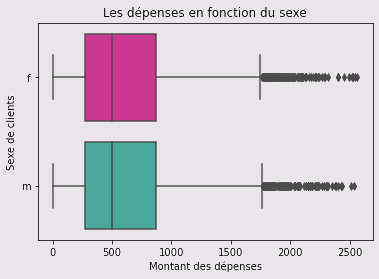 Les dépenses en fonction du sexe
f
m
Sexe de clients
0 500 1000 1500 2000 2500
Montant des dépenses